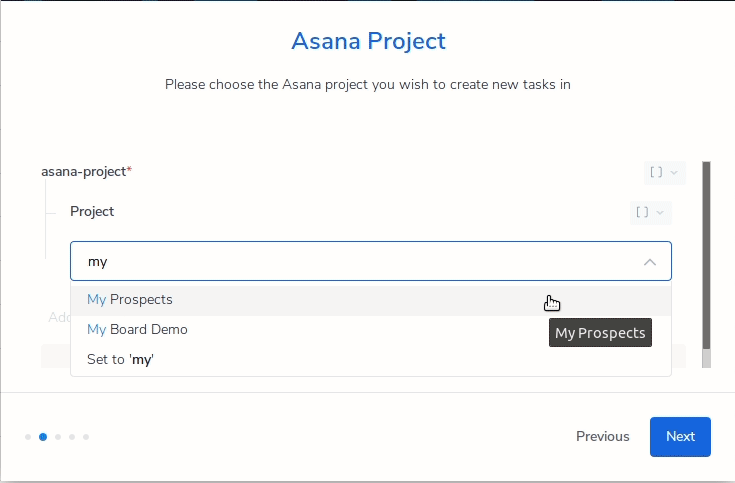 Asana Project
Please choose the Asana project you wish to create new tasks in
asana-project*
[ ]
Project
[ ]
my
My Prospects
My Board Demo
My Prospects
Set to 'my'
Previous
Next